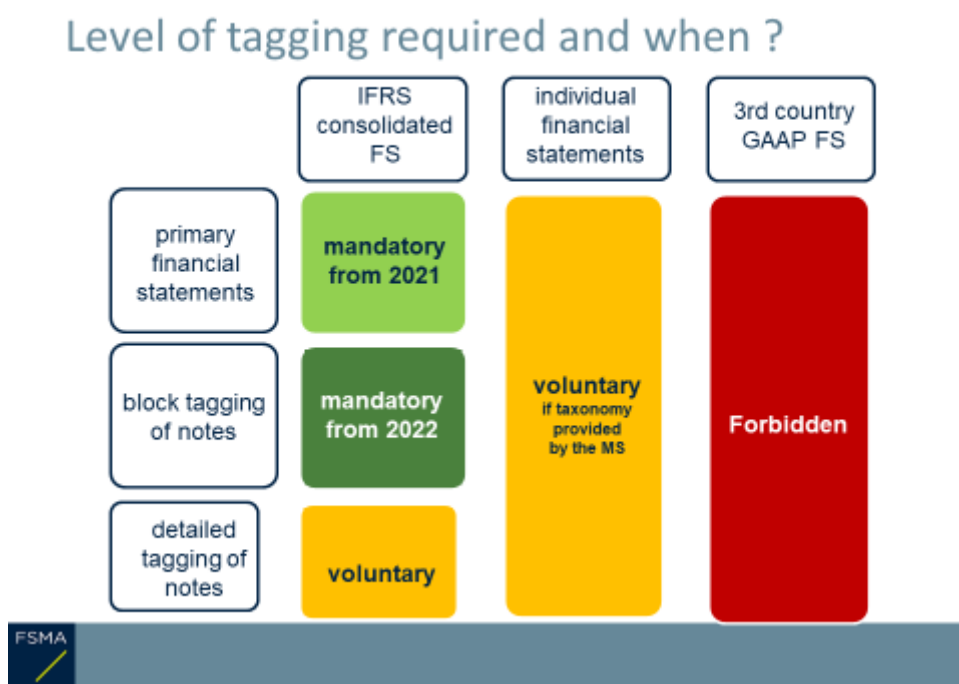 Level of tagging required and when ?
IFRS
consolidated
FS
individual
financial
statements
3rd country
GAAP FS
primary
financial
statements
mandatory
from 2021
block tagging
of notes
mandatory
from 2022
voluntary
if taxonomy
provided
by the MS
Forbidden
detailed
tagging of
notes
voluntary
FSMA